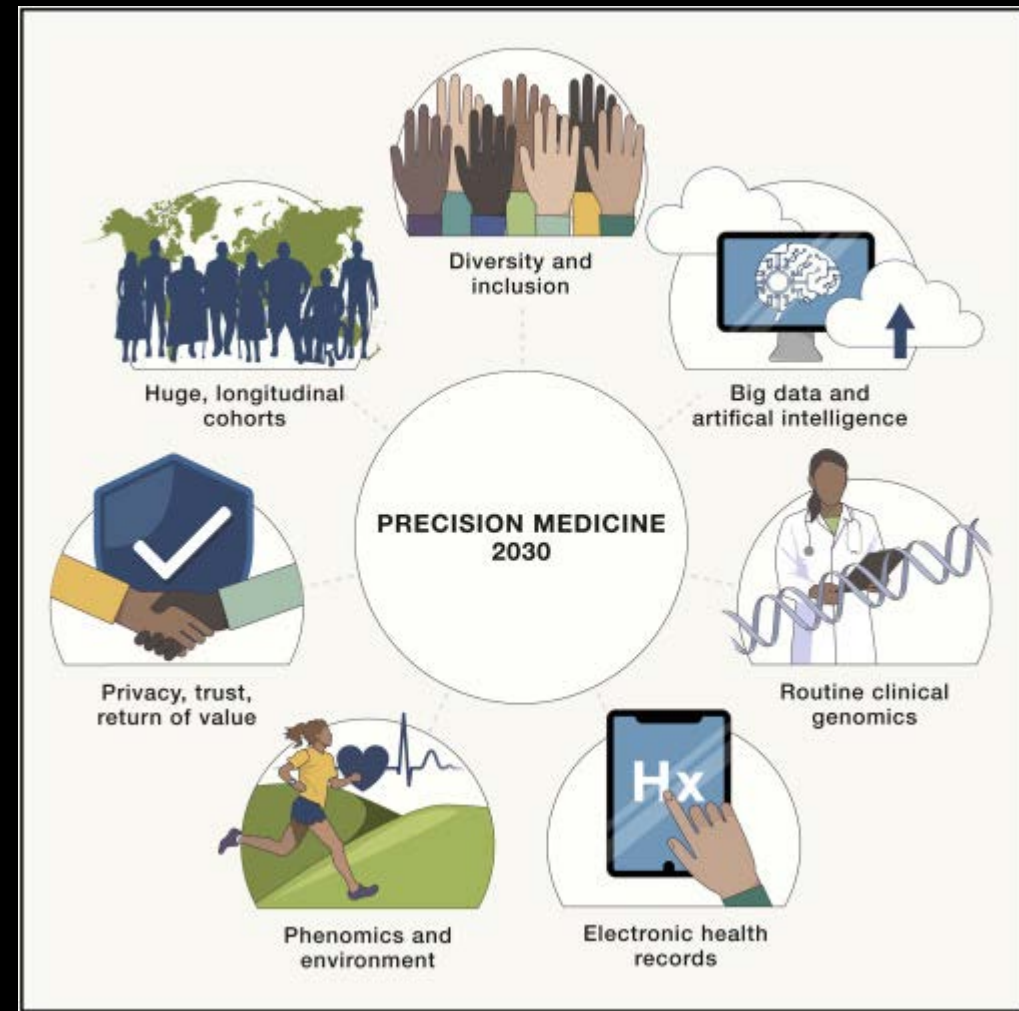 Diversity and
inclusion
Huge, longitudinal
cohorts
Big data and
artifical intelligence
PRECISION MEDICINE
2030
Privacy, trust,
return of value
Routine clinical
genomics
Hx
Phenomics and
environment
Electronic health
records